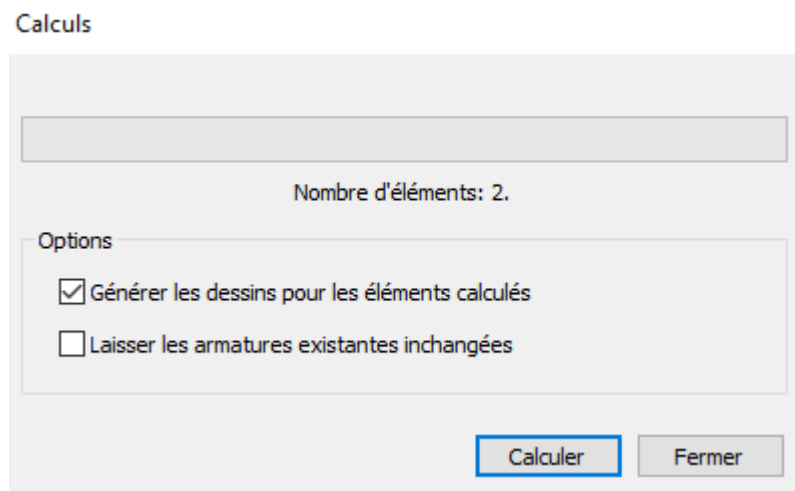 Calculs
Nombre d'éléments: 2.
Options
Générer les dessins pour les éléments calculés
Laisser les armatures existantes inchangées
Calculer Fermer